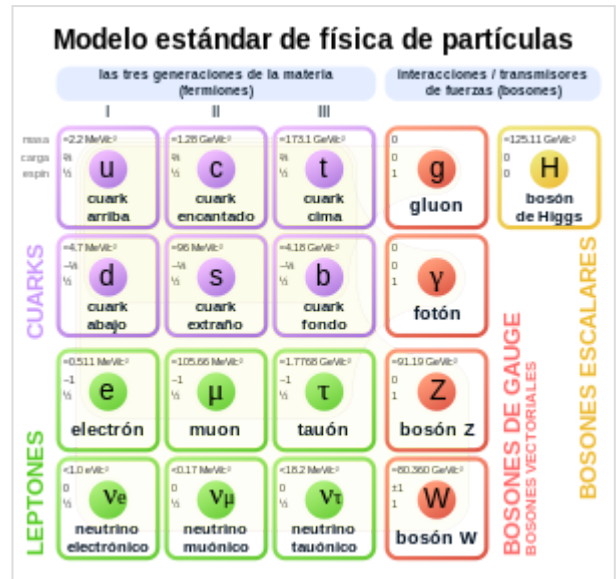 Modelo estándar de física de partículas
las tres generaciones de la materia
(fermiones)
interacciones / transmisores
de fuerzas (bosones)
I
II
III
masa
carga
espín
≈2.2 MeV/c²
⅔
½
u
cuark
arriba
≈1.28 GeV/c²
⅔
½
c
cuark
encantado
≈173.1 GeV/c²
⅔
½
t
cuark
cima
0
0
1
g
gluon
≈125.11 GeV/c²
0
0
H
bosón
de Higgs
CUARKS
≈4.7 MeV/c²
−⅓
½
d
cuark
abajo
≈96 MeV/c²
−⅓
½
s
cuark
extraño
≈4.18 GeV/c²
−⅓
½
b
cuark
fondo
0
0
1
γ
fotón
LEPTONES
≈0.511 MeV/c²
−1
½
e
electrón
≈105.66 MeV/c²
−1
½
μ
muon
≈1.7768 GeV/c²
−1
½
τ
tauón
≈91.19 GeV/c²
0
1
Z
bosón Z
<1.0 eV/c²
0
½
νe
neutrino
electrónico
<0.17 MeV/c²
0
½
νμ
neutrino
muónico
<18.2 MeV/c²
0
½
ντ
neutrino
tauónico
≈80.360 GeV/c²
±1
1
W
bosón W
BOSONES DE GAUGE
BOSONES VECTORIALES
BOSONES ESCALARES